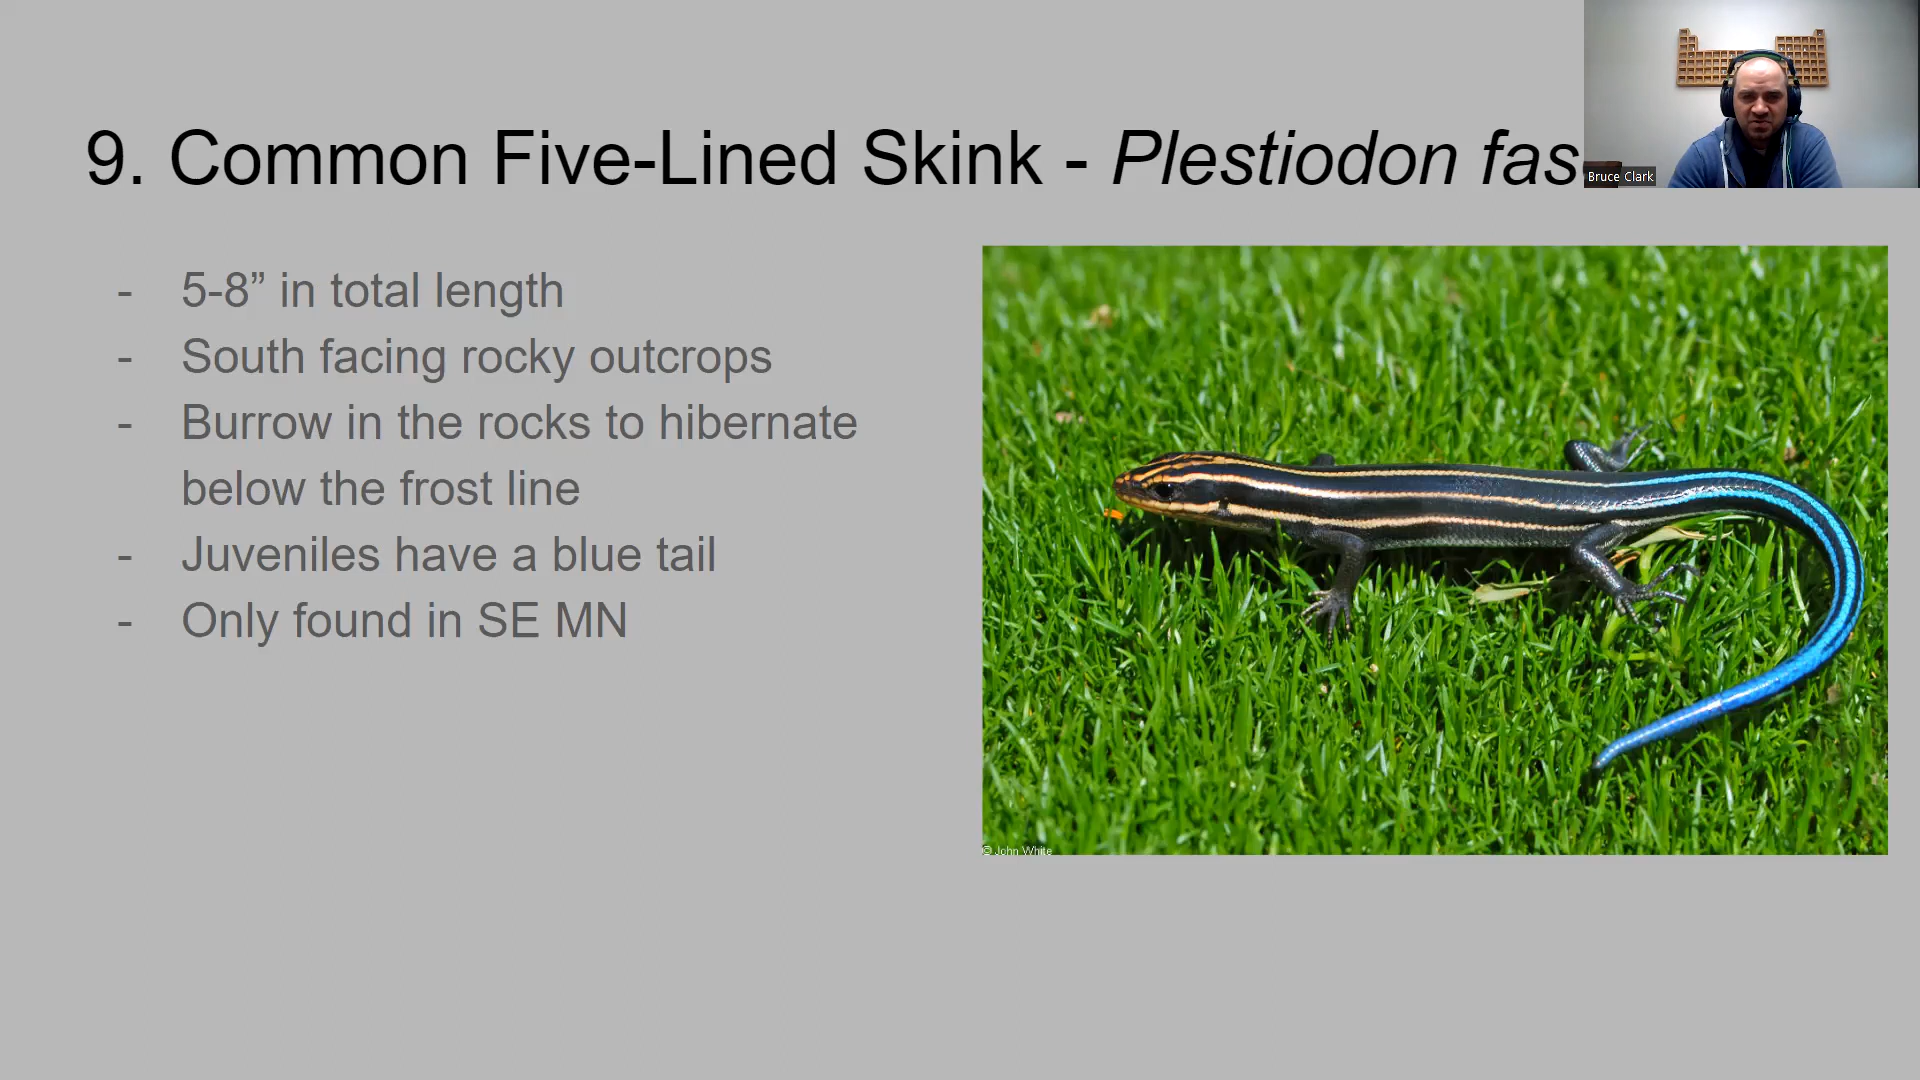 9. Common Five-Lined Skink - Plestiodon fas
Bruce Clark
- 5-8” in total length
- South facing rocky outcrops
- Burrow in the rocks to hibernate
below the frost line
- Juveniles have a blue tail
- Only found in SE MN
© John White